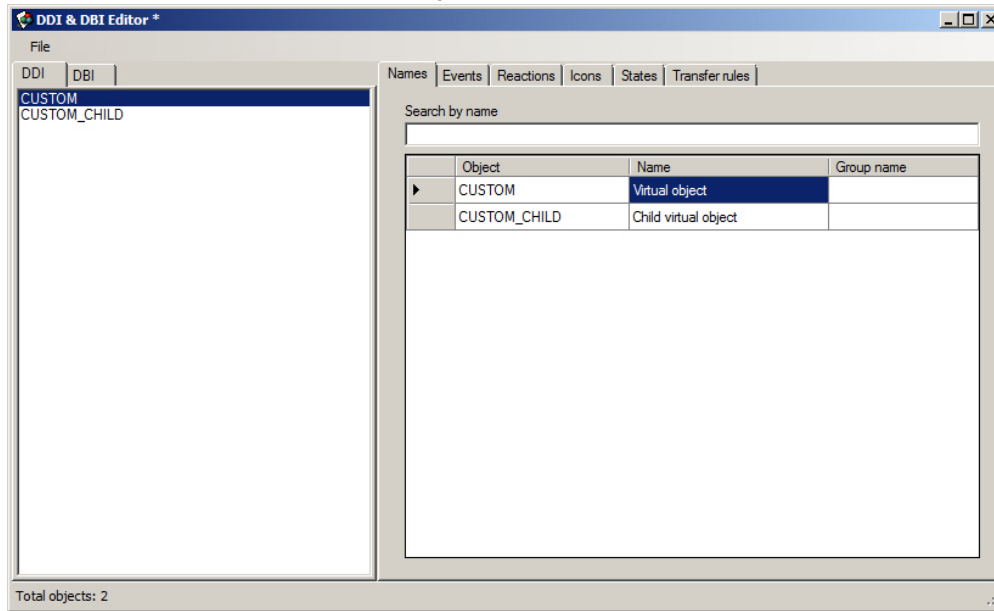 DDI & DBI Editor *
File
DDI DBI
CUSTOM
CUSTOM_CHILD
Names Events Reactions Icons States Transfer rules
Search by name
Object Name Group name
CUSTOM Virtual object
CUSTOM_CHILD Child virtual object
Total objects: 2